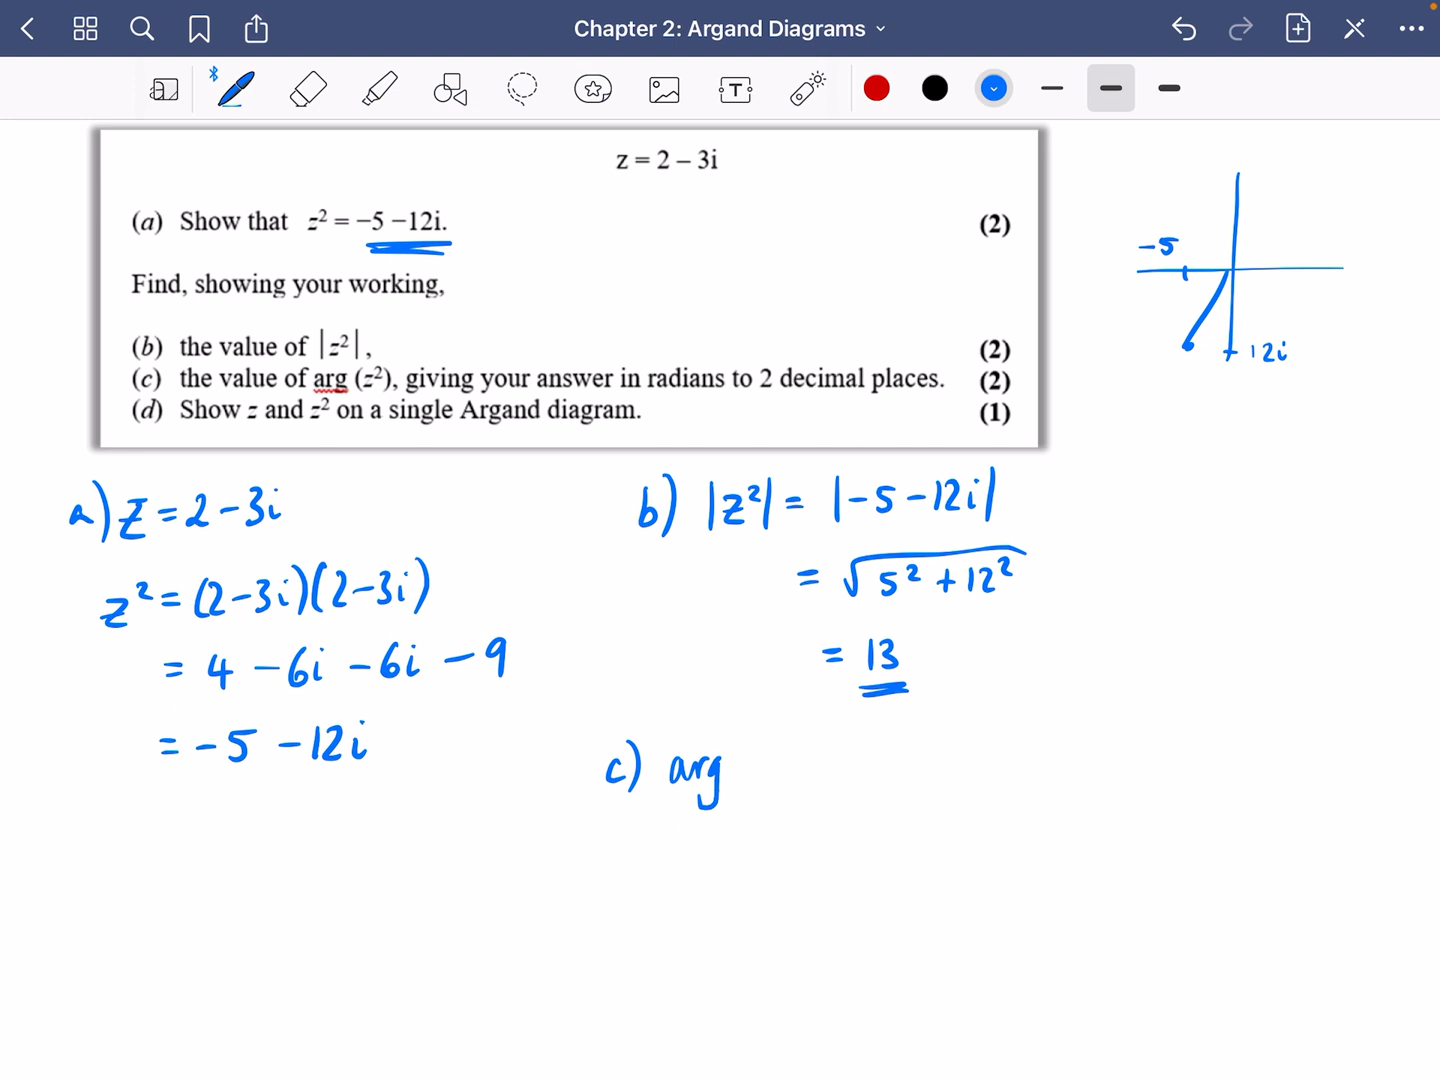 Chapter 2: Argand Diagrams
z = 2 – 3i
(a) Show that z² = −5 −12i. (2)
Find, showing your working,
(b) the value of |z²|, (2)
(c) the value of arg (z²), giving your answer in radians to 2 decimal places. (2)
(d) Show z and z² on a single Argand diagram. (1)
-5
12i
a) z = 2 - 3i
z² = (2-3i)(2-3i)
= 4 - 6i - 6i - 9
= -5 - 12i
b) |z²| = |-5 - 12i|
= √5² + 12²
= 13
c) arg